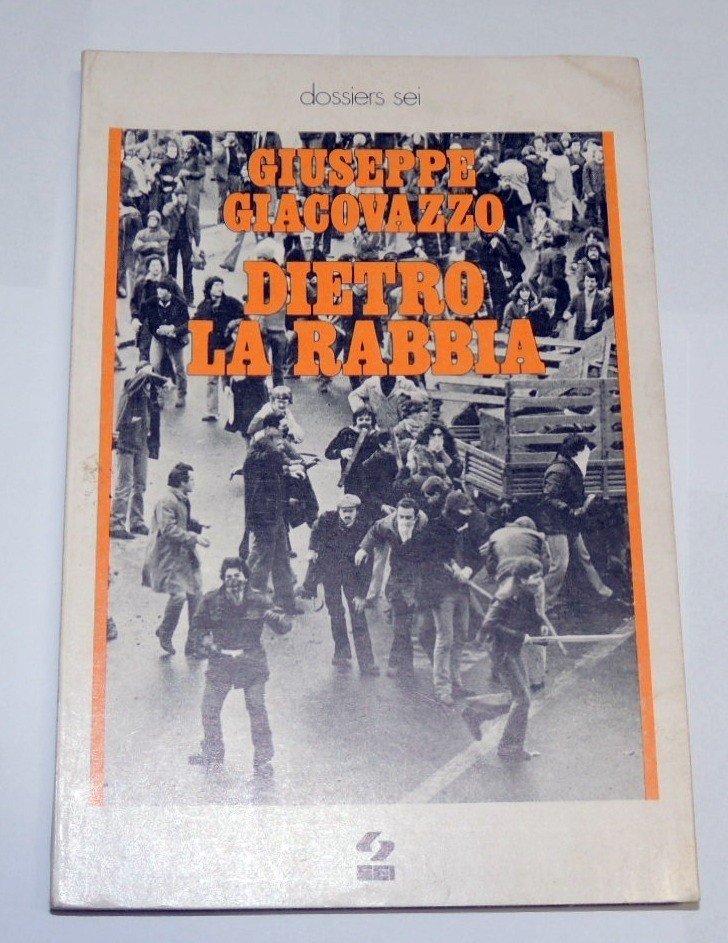 dossiers sei
GIUSEPPE
GIACOVAZZO
DIETRO
LA RABBIA
SEI